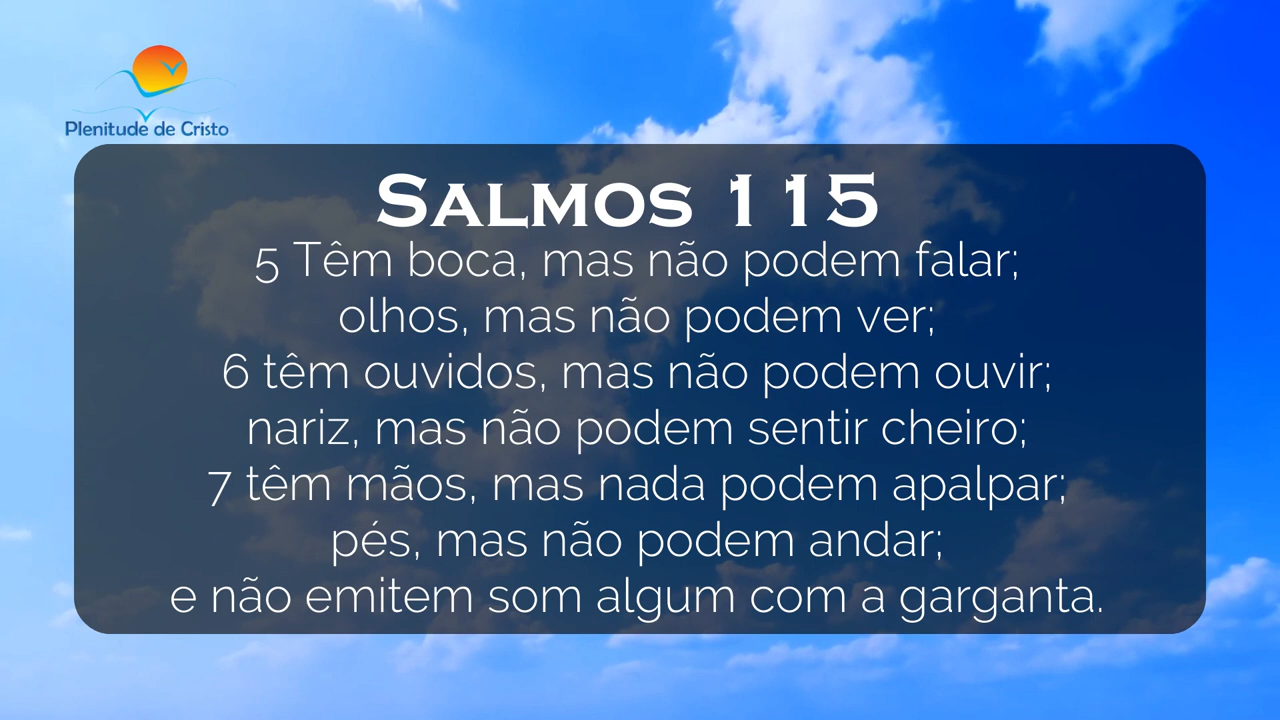 Plenitude de Cristo
SALMOS 115
5 Têm boca, mas não podem falar;
olhos, mas não podem ver;
6 têm ouvidos, mas não podem ouvir;
nariz, mas não podem sentir cheiro;
7 têm mãos, mas nada podem apalpar;
pés, mas não podem andar;
e não emitem som algum com a garganta.